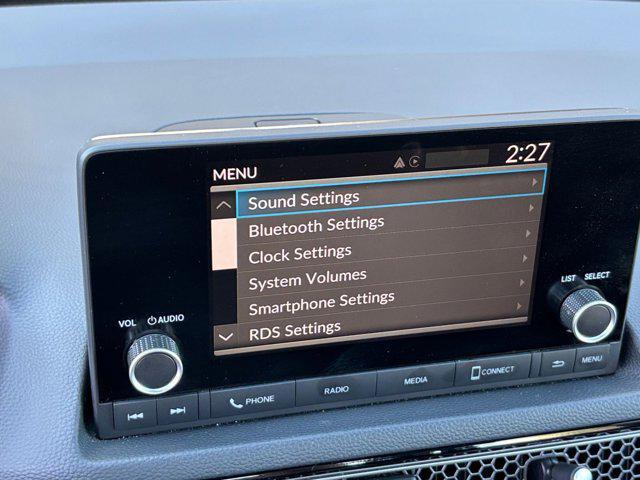 2:27
MENU
Sound Settings
Bluetooth Settings
Clock Settings
System Volumes
Smartphone Settings
RDS Settings
VOL AUDIO
LIST SELECT
PHONE RADIO MEDIA CONNECT MENU